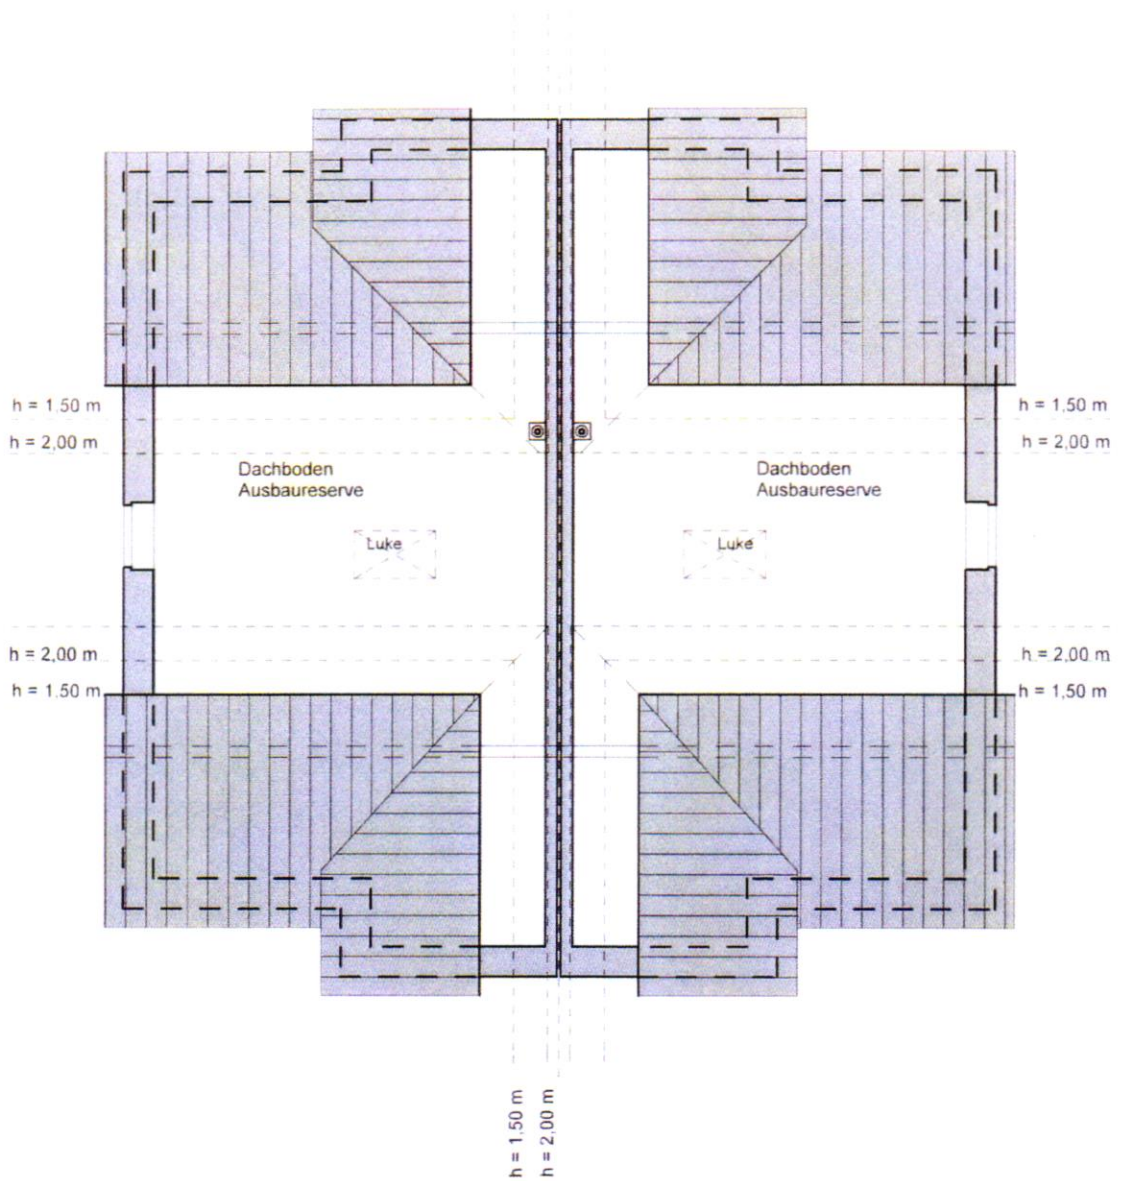 h = 1.50 m
h = 1,50 m
h = 2,00 m
h = 2,00 m
Dachboden
Ausbaureserve
Dachboden
Ausbaureserve
Luke
Luke
h = 2,00 m
h = 2,00 m
h = 1.50 m
h = 1,50 m
h = 1,50 m
h = 2,00 m